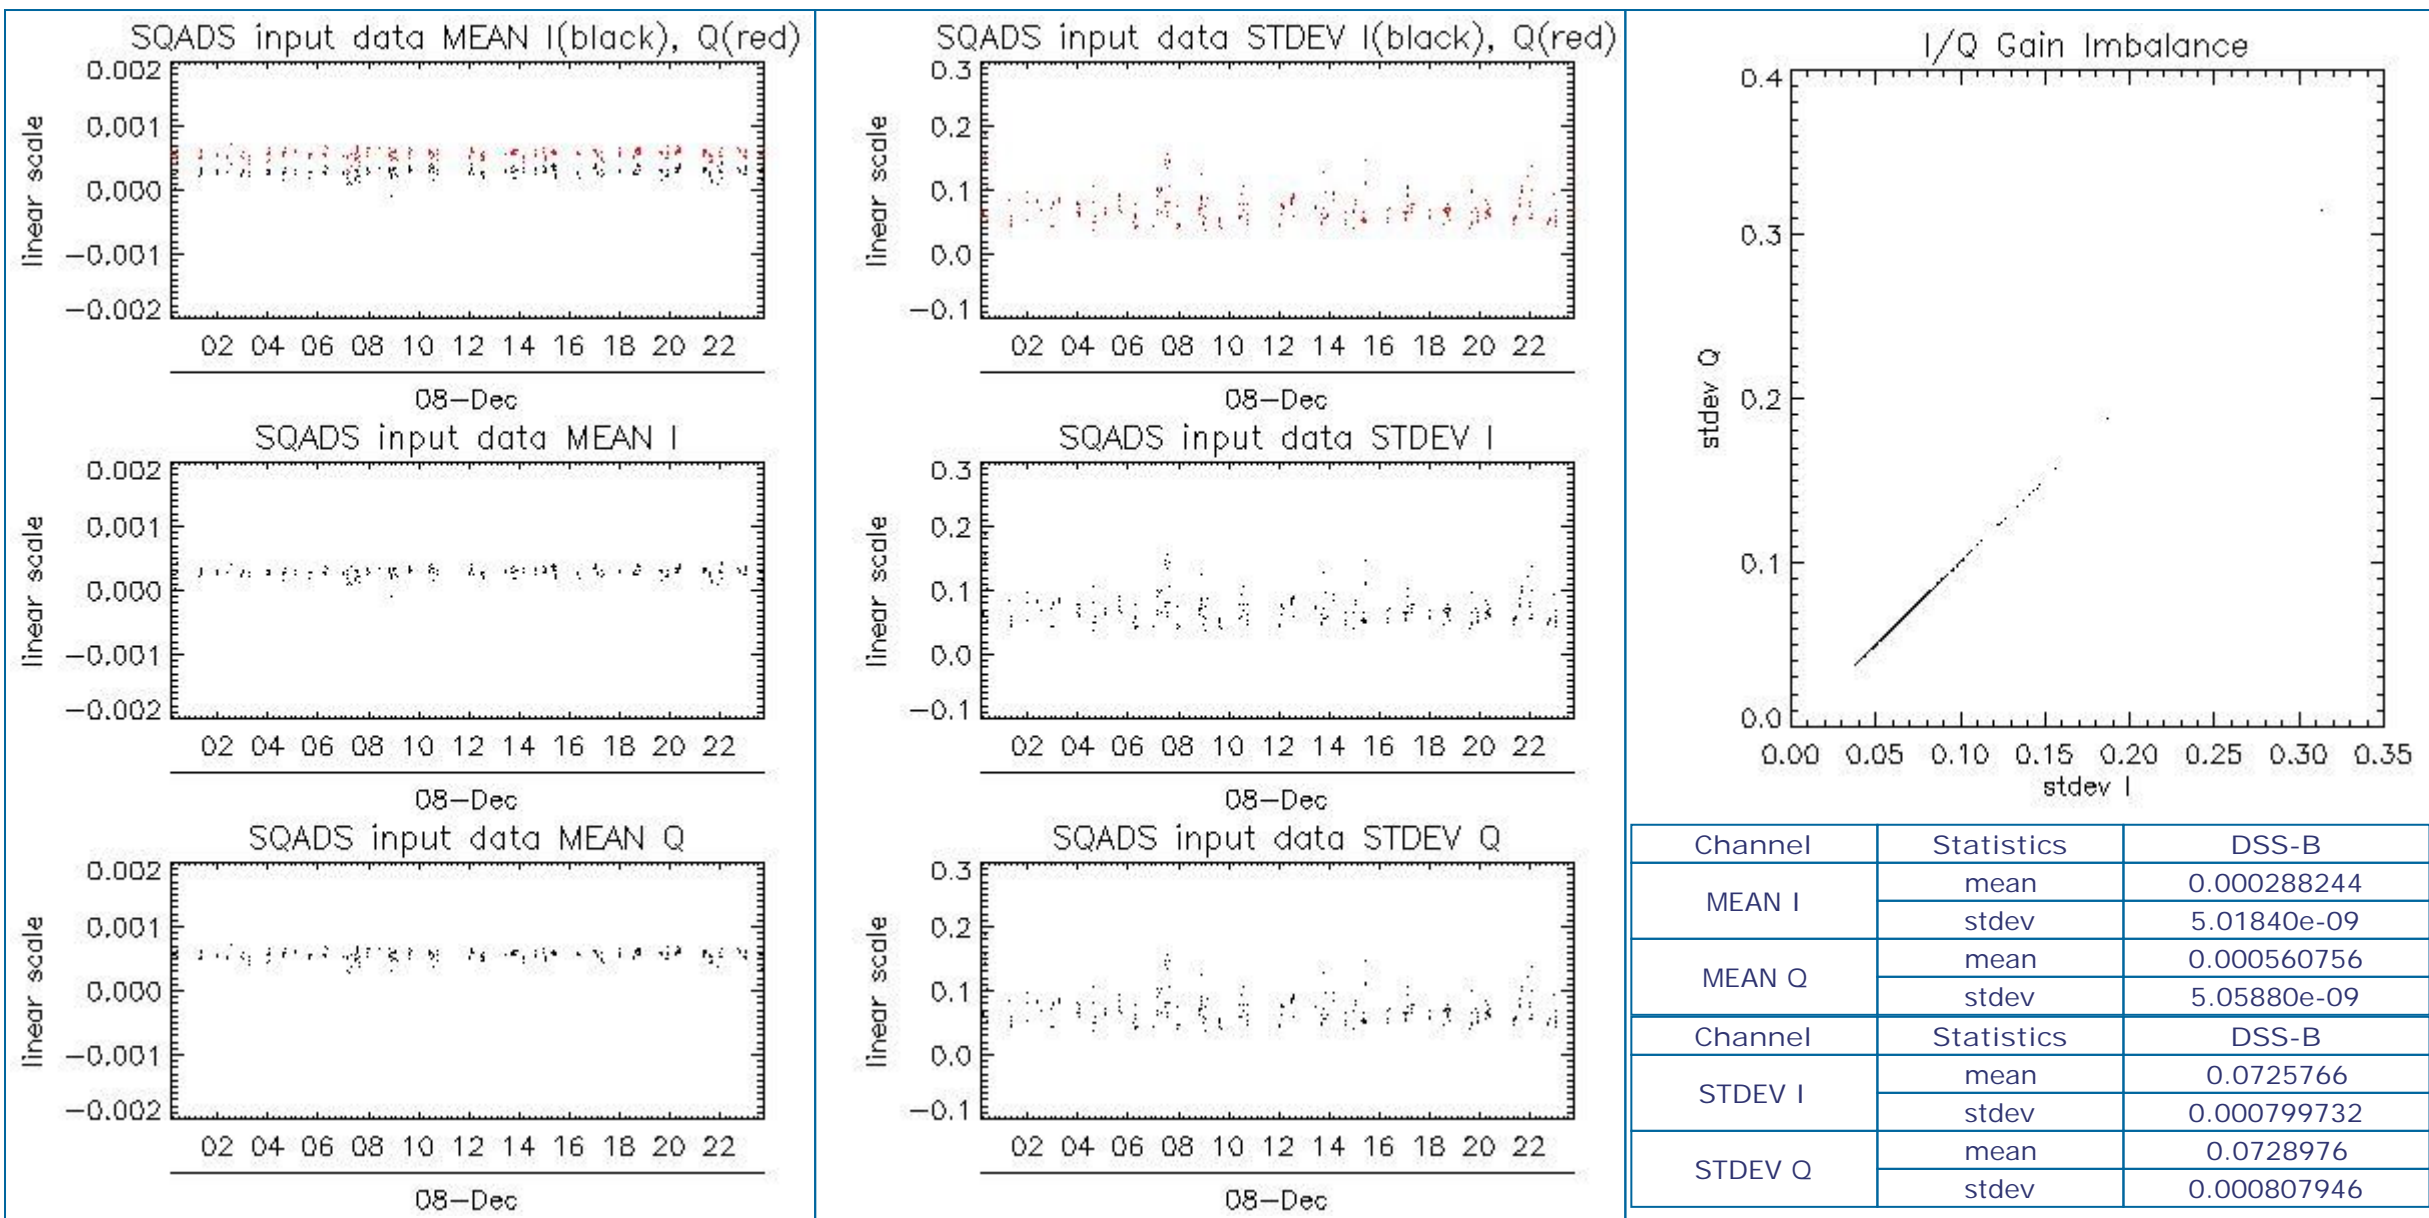 SQADS input data MEAN I(black), Q(red)
0.002
0.001
0.000
−0.001
−0.002
linear scale
02 04 06 08 10 12 14 16 18 20 22
08−Dec
SQADS input data MEAN I
0.002
0.001
0.000
−0.001
−0.002
linear scale
02 04 06 08 10 12 14 16 18 20 22
08−Dec
SQADS input data MEAN Q
0.002
0.001
0.000
−0.001
−0.002
linear scale
02 04 06 08 10 12 14 16 18 20 22
08−Dec
SQADS input data STDEV I(black), Q(red)
0.3
0.2
0.1
0.0
−0.1
linear scale
02 04 06 08 10 12 14 16 18 20 22
08−Dec
SQADS input data STDEV I
0.3
0.2
0.1
0.0
−0.1
linear scale
02 04 06 08 10 12 14 16 18 20 22
08−Dec
SQADS input data STDEV Q
0.3
0.2
0.1
0.0
−0.1
linear scale
02 04 06 08 10 12 14 16 18 20 22
08−Dec
I/Q Gain Imbalance
0.4
0.3
0.2
0.1
0.0
stdev Q
0.00 0.05 0.10 0.15 0.20 0.25 0.30 0.35
stdev I
Channel Statistics DSS-B
MEAN I mean 0.000288244
stdev 5.01840e-09
MEAN Q mean 0.000560756
stdev 5.05880e-09
Channel Statistics DSS-B
STDEV I mean 0.0725766
stdev 0.000799732
STDEV Q mean 0.0728976
stdev 0.000807946